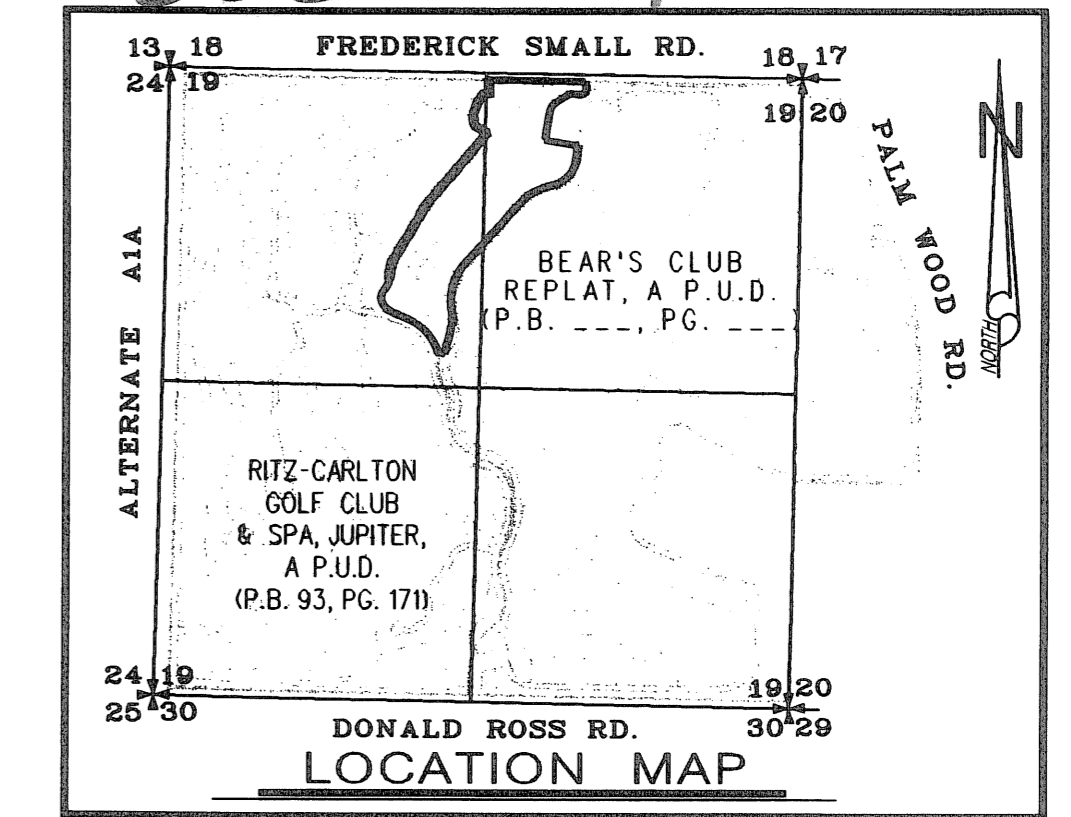 13 18
FREDERICK SMALL RD.
18 17
24 19
19 20
PALM WOOD RD.
N
NORTH
ALTERNATE A1A
BEAR'S CLUB
REPLAT, A P.U.D.
(P.B. ___, PG. ___)
RITZ-CARLTON
GOLF CLUB
& SPA, JUPITER,
A P.U.D.
(P.B. 93, PG. 171)
24 19
19 20
25 30
DONALD ROSS RD.
30 29
LOCATION MAP